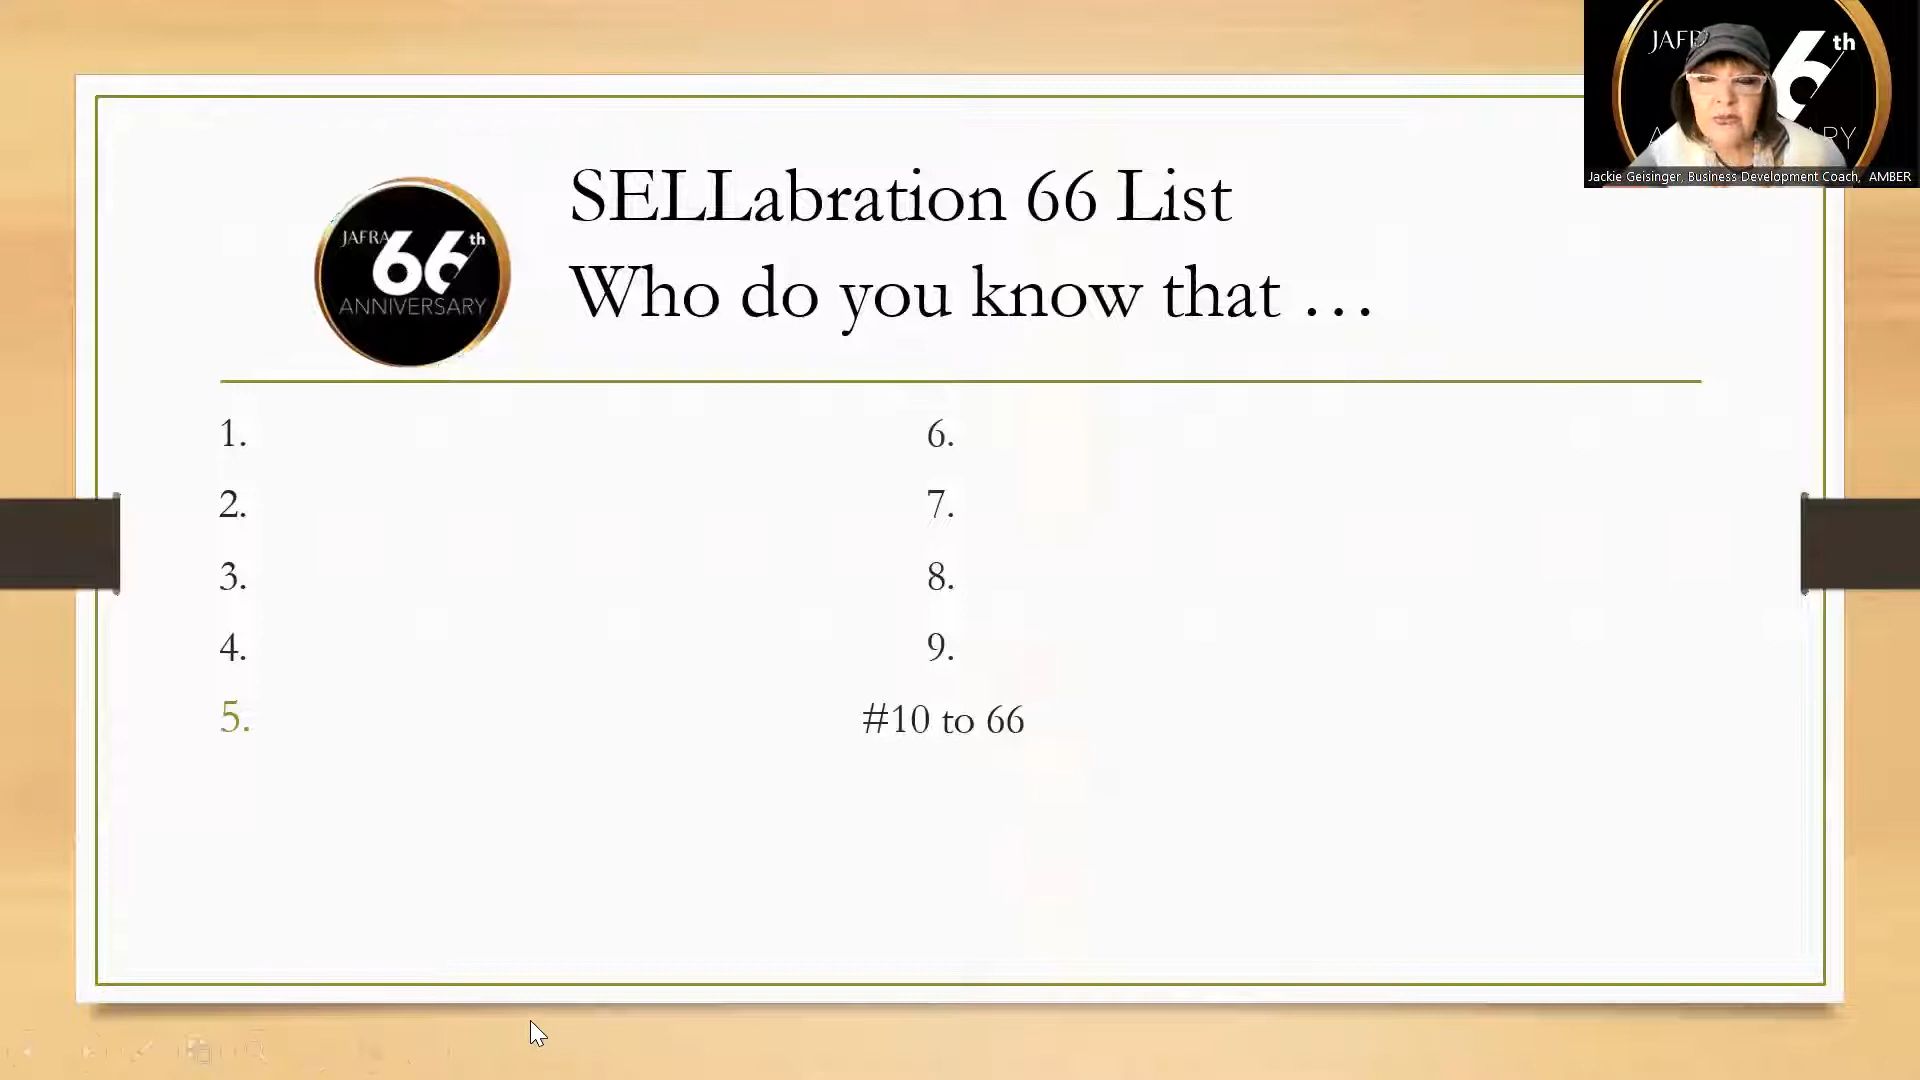 SELLabration 66 List
Who do you know that …
JAFRA 66th
ANNIVERSARY
1.
2.
3.
4.
5.
6.
7.
8.
9.
#10 to 66
th
Jackie Geisinger, Business Development Coach, AMBER